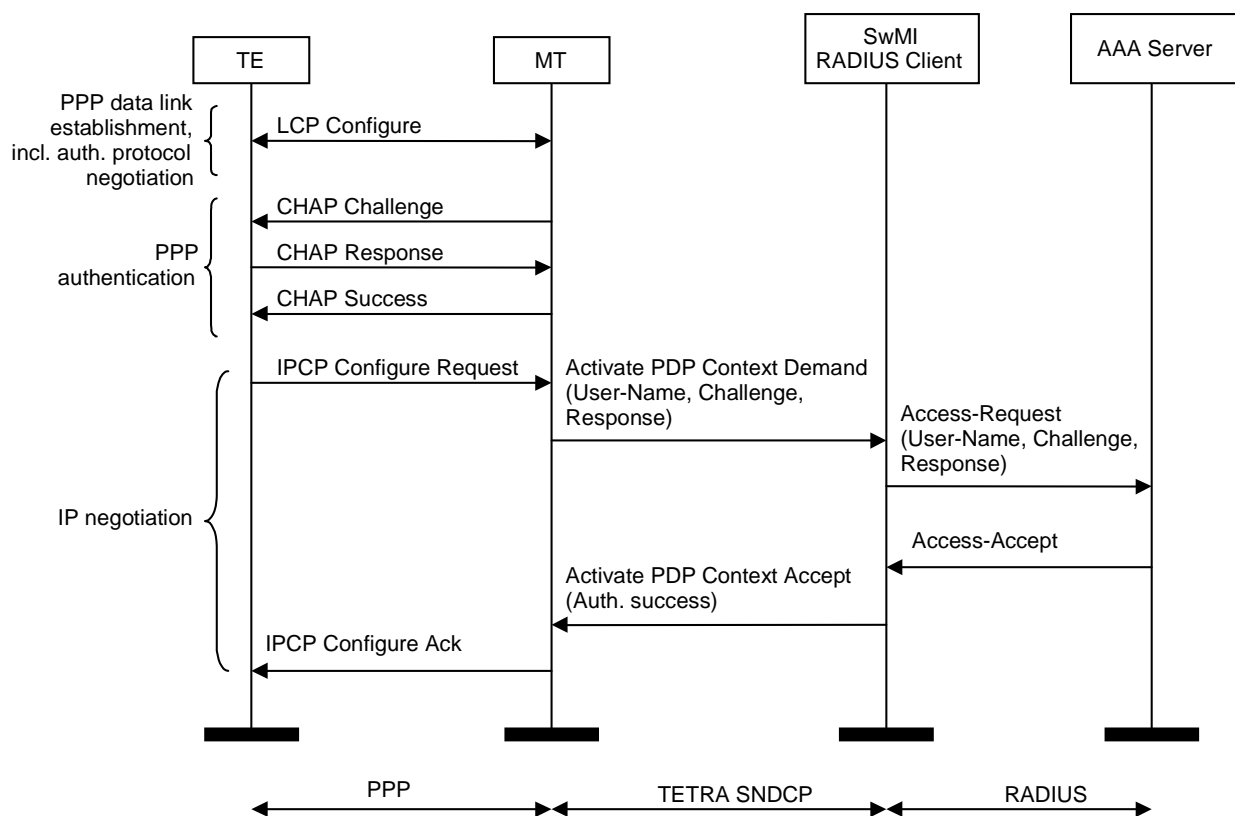 TE
MT
SwMI
RADIUS Client
AAA Server
PPP data link
establishment,
incl. auth. protocol
negotiation
LCP Configure
CHAP Challenge
PPP
authentication
CHAP Response
CHAP Success
IPCP Configure Request
Activate PDP Context Demand
(User-Name, Challenge,
Response)
Access-Request
(User-Name, Challenge,
Response)
IP negotiation
Access-Accept
Activate PDP Context Accept
(Auth. success)
IPCP Configure Ack
PPP
TETRA SNDCP
RADIUS